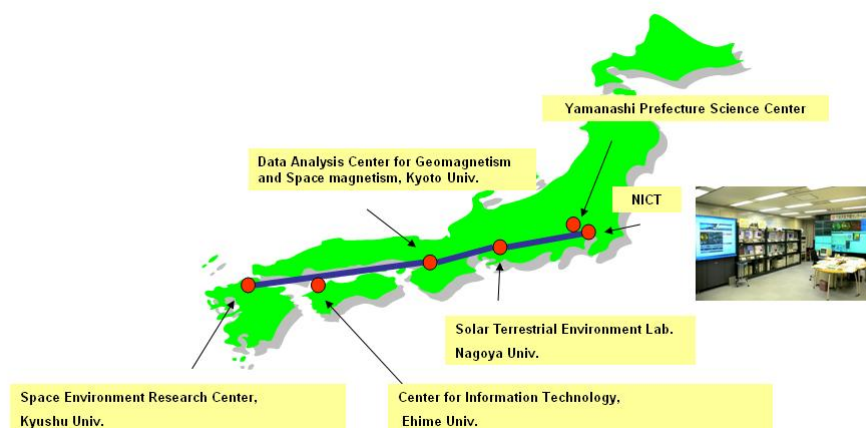 Yamanashi Prefecture Science Center
Data Analysis Center for Geomagnetism
and Space magnetism, Kyoto Univ.
NICT
Solar Terrestrial Environment Lab.
Nagoya Univ.
Space Environment Research Center,
Kyushu Univ.
Center for Information Technology,
Ehime Univ.